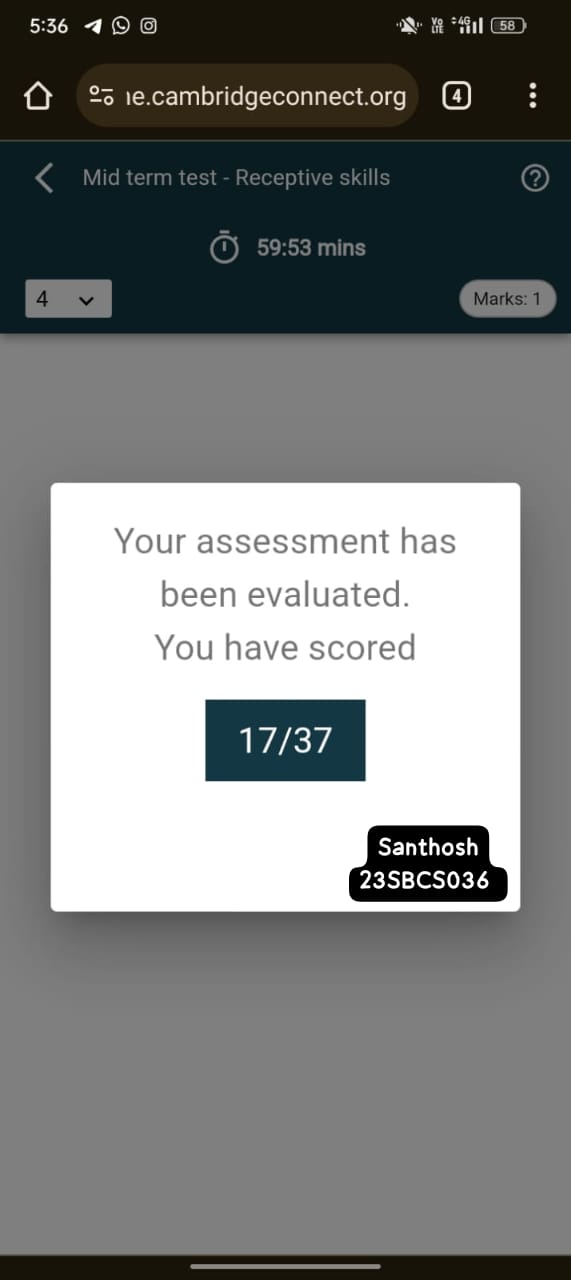 5:36
VO
LTE
4G
58
ne.cambridgeconnect.org
4
Mid term test - Receptive skills
59:53 mins
4
Marks: 1
Your assessment has
been evaluated.
You have scored
17/37
Santhosh
23SBCS036